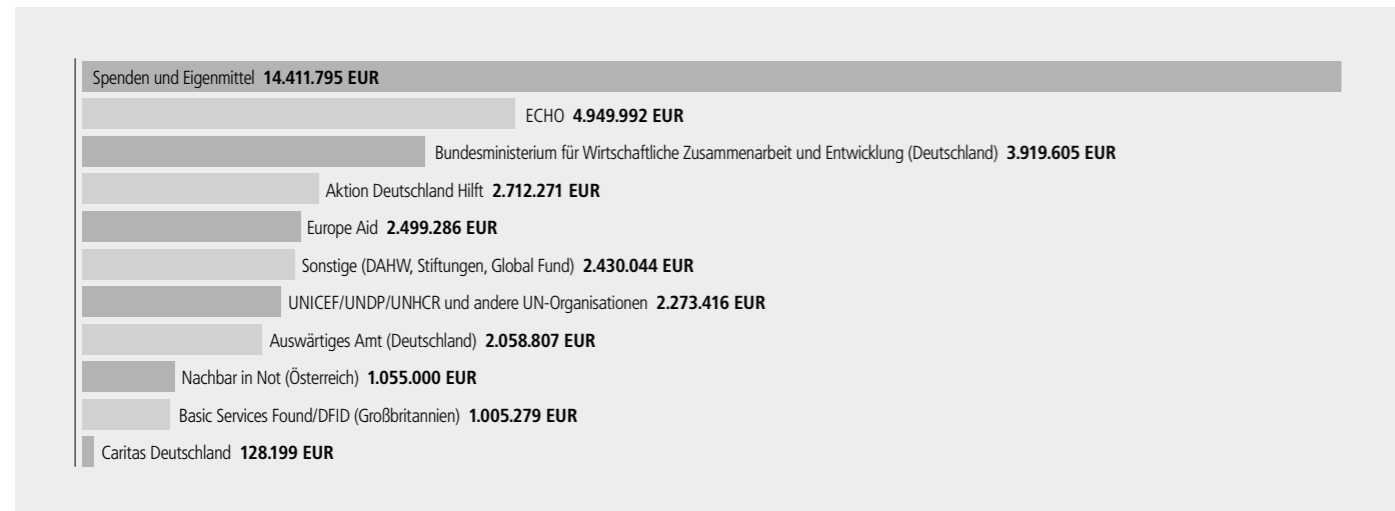 Spenden und Eigenmittel 14.411.795 EUR
ECHO 4.949.992 EUR
Bundesministerium für Wirtschaftliche Zusammenarbeit und Entwicklung (Deutschland) 3.919.605 EUR
Aktion Deutschland Hilft 2.712.271 EUR
Europe Aid 2.499.286 EUR
Sonstige (DAHW, Stiftungen, Global Fund) 2.430.044 EUR
UNICEF/UNDP/UNHCR und andere UN-Organisationen 2.273.416 EUR
Auswärtiges Amt (Deutschland) 2.058.807 EUR
Nachbar in Not (Österreich) 1.055.000 EUR
Basic Services Found/DFID (Großbritannien) 1.005.279 EUR
Caritas Deutschland 128.199 EUR